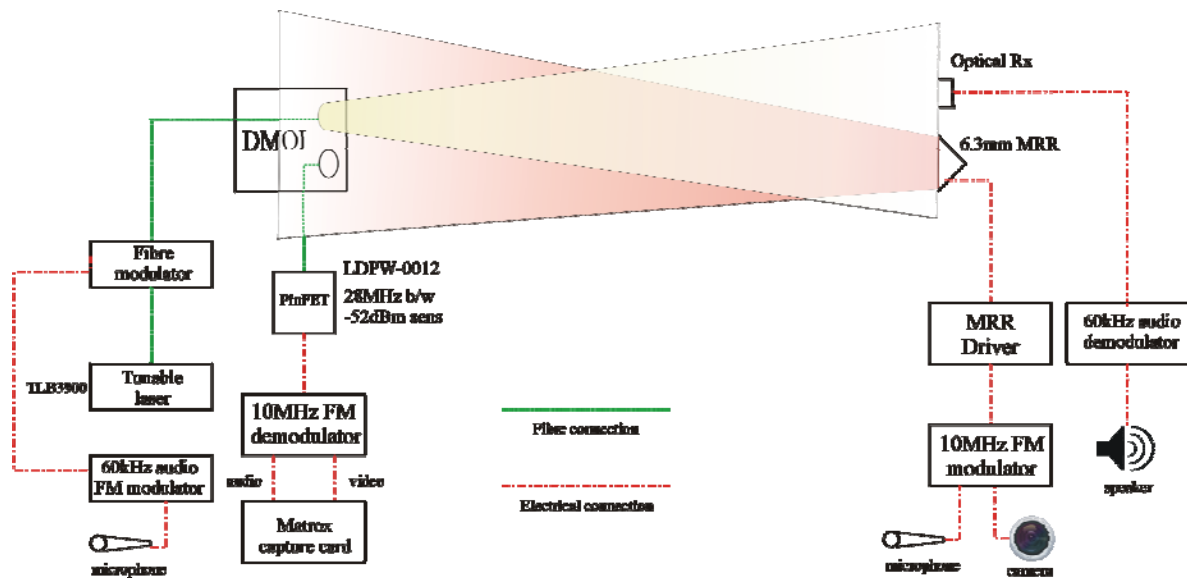 Optical Rx
DMOI
6.3mm MRR
Fibre
modulator
LDPW-0012
PinFET
28MHz b/w
-52dBm sens
MRR
Driver
60kHz audio
demodulator
TLB3900
Tunable
laser
10MHz FM
demodulator
Fibre connection
10MHz FM
modulator
60kHz audio
FM modulator
audio
video
speaker
Electrical connection
Matrox
capture card
microphone
microphone
camera